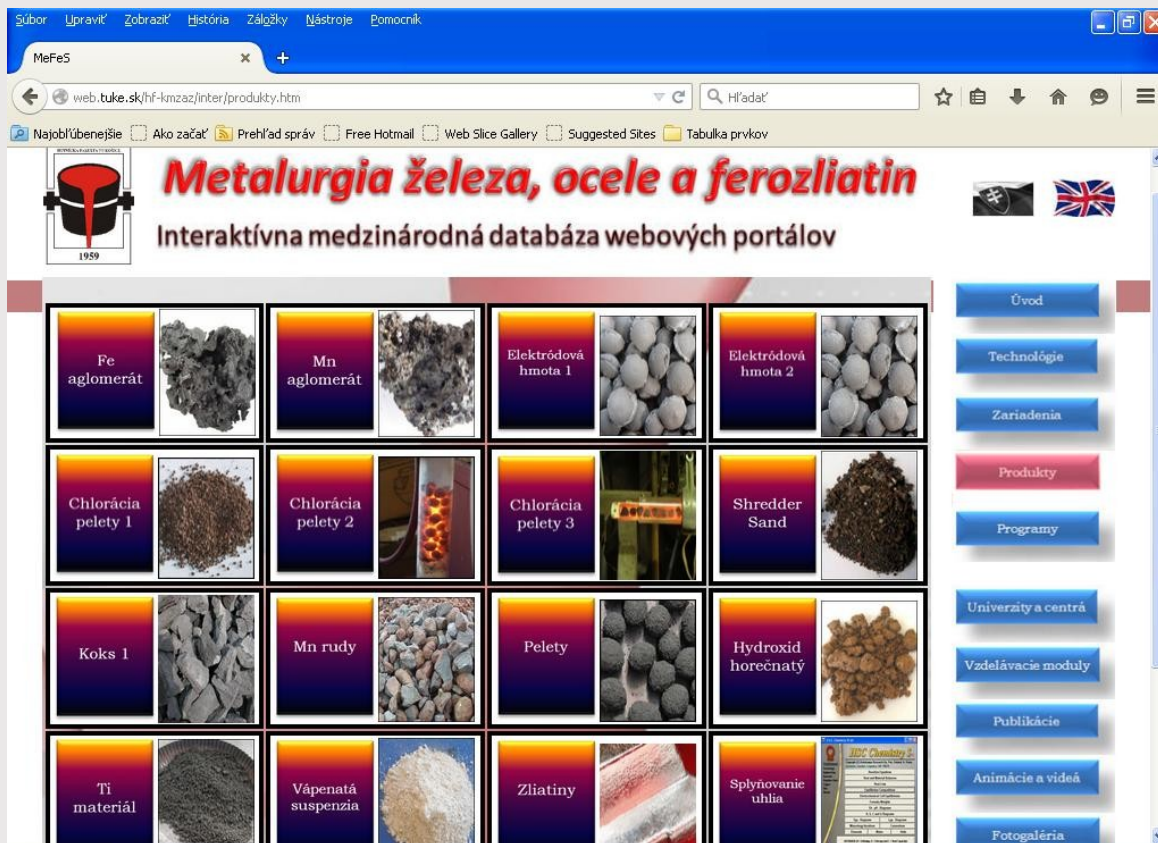 Súbor Upraviť Zobraziť História Záložky Nástroje Pomocník
MeFeS
web.tuke.sk/hf-kmzaz/inter/produkty.htm
Hľadať
Najobľúbenejšie Ako začať Prehľad správ Free Hotmail Web Slice Gallery Suggested Sites Tabulka prvkov
1959
Metalurgia železa, ocele a ferozliatin
Interaktívna medzinárodná databáza webových portálov
Fe
aglomerát
Mn
aglomerát
Elektródová
hmota 1
Elektródová
hmota 2
Chlorácia
pelety 1
Chlorácia
pelety 2
Chlorácia
pelety 3
Shredder
Sand
Koks 1
Mn rudy
Pelety
Hydroxid
horečnatý
Ti
materiál
Vápenatá
suspenzia
Zliatiny
Splyňovanie
uhlia
HSC Chemistry 5.
Úvod
Technológie
Zariadenia
Produkty
Programy
Univerzity a centrá
Vzdelávacie moduly
Publikácie
Animácie a videá
Fotogaléria